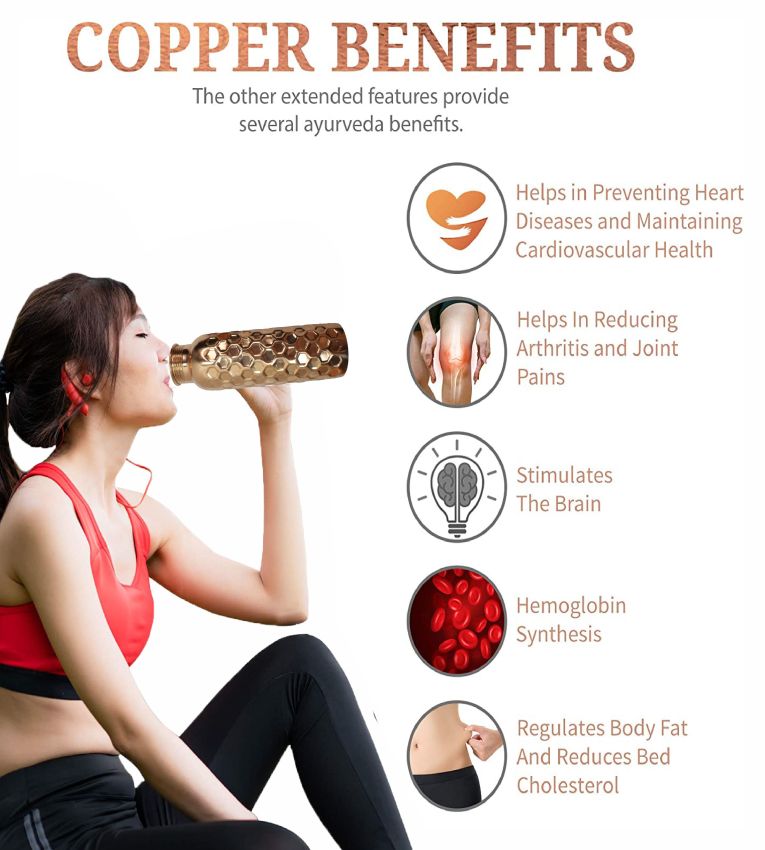 COPPER BENEFITS
The other extended features provide
several ayurveda benefits.
Helps in Preventing Heart
Diseases and Maintaining
Cardiovascular Health
Helps In Reducing
Arthritis and Joint
Pains
Stimulates
The Brain
Hemoglobin
Synthesis
Regulates Body Fat
And Reduces Bed
Cholesterol